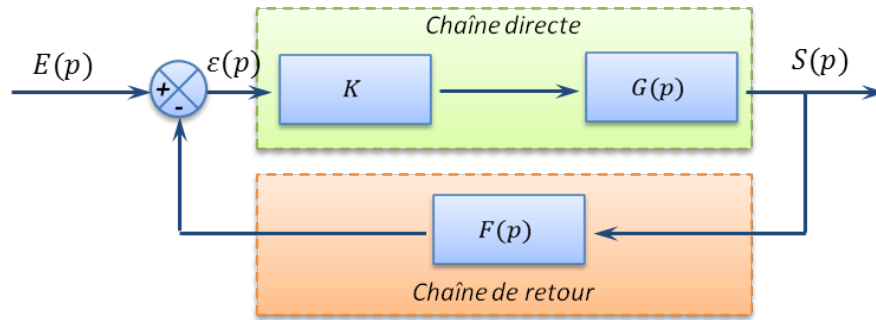 Chaîne directe
E(p)
+
-
ε(p)
K
G(p)
S(p)
F(p)
Chaîne de retour